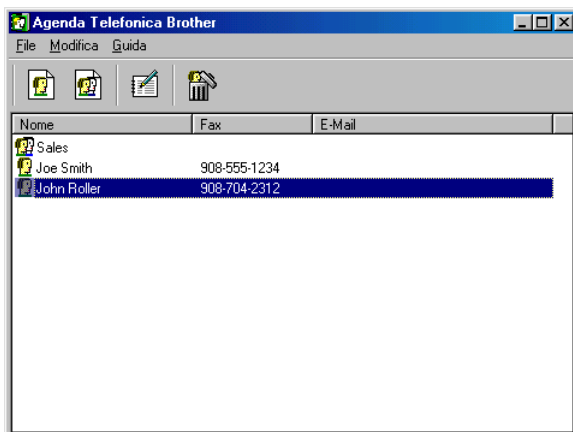 Agenda Telefonica Brother
File Modifica Guida
Nome Fax E-Mail
Sales
Joe Smith 908-555-1234
John Roller 908-704-2312